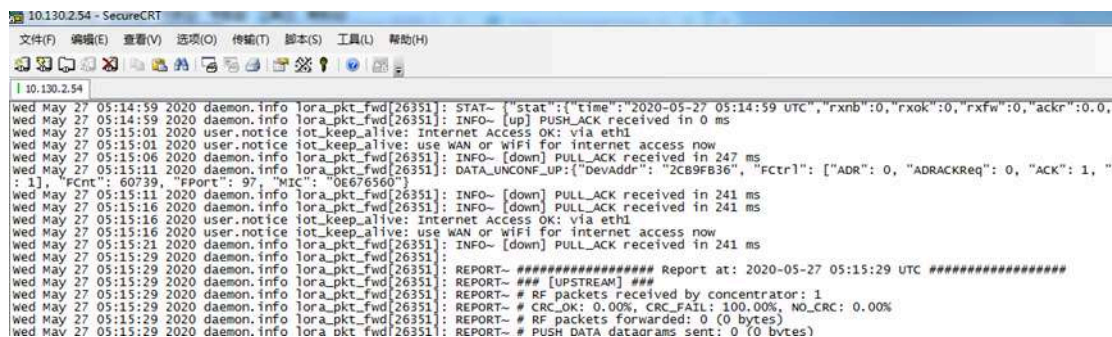 10.130.2.54 - SecureCRT
文件(F) 编辑(E) 查看(V) 选项(O) 传输(T) 脚本(S) 工具(L) 帮助(H)
10.130.2.54
Wed May 27 05:14:59 2020 daemon.info lora_pkt_fwd[26351]: STAT~ {"stat":{"time":"2020-05-27 05:14:59 UTC","rxnb":0,"rxok":0,"rxfw":0,"ackr":0.0,
Wed May 27 05:14:59 2020 daemon.info lora_pkt_fwd[26351]: INFO~ [up] PUSH_ACK received in 0 ms
Wed May 27 05:15:01 2020 user.notice iot_keep_alive: Internet Access OK: via eth1
Wed May 27 05:15:01 2020 user.notice iot_keep_alive: use WAN or WiFi for internet access now
Wed May 27 05:15:06 2020 daemon.info lora_pkt_fwd[26351]: INFO~ [down] PULL_ACK received in 247 ms
Wed May 27 05:15:11 2020 daemon.info lora_pkt_fwd[26351]: DATA_UNCONF_UP:{"DevAddr": "2CB9FB36", "FCtrl": ["ADR": 0, "ADRACKReq": 0, "ACK": 1, "
: 1], "FCnt": 60739, "FPort": 97, "MIC": "0E676560"}
Wed May 27 05:15:11 2020 daemon.info lora_pkt_fwd[26351]: INFO~ [down] PULL_ACK received in 241 ms
Wed May 27 05:15:16 2020 daemon.info lora_pkt_fwd[26351]: INFO~ [down] PULL_ACK received in 241 ms
Wed May 27 05:15:16 2020 user.notice iot_keep_alive: Internet Access OK: via eth1
Wed May 27 05:15:16 2020 user.notice iot_keep_alive: use WAN or WiFi for internet access now
Wed May 27 05:15:21 2020 daemon.info lora_pkt_fwd[26351]: INFO~ [down] PULL_ACK received in 241 ms
Wed May 27 05:15:29 2020 daemon.info lora_pkt_fwd[26351]:
Wed May 27 05:15:29 2020 daemon.info lora_pkt_fwd[26351]: REPORT~ ################## Report at: 2020-05-27 05:15:29 UTC ##################
Wed May 27 05:15:29 2020 daemon.info lora_pkt_fwd[26351]: REPORT~ ### [UPSTREAM] ###
Wed May 27 05:15:29 2020 daemon.info lora_pkt_fwd[26351]: REPORT~ # RF packets received by concentrator: 1
Wed May 27 05:15:29 2020 daemon.info lora_pkt_fwd[26351]: REPORT~ # CRC_OK: 0.00%, CRC_FAIL: 100.00%, NO_CRC: 0.00%
Wed May 27 05:15:29 2020 daemon.info lora_pkt_fwd[26351]: REPORT~ # RF packets forwarded: 0 (0 bytes)
Wed May 27 05:15:29 2020 daemon.info lora_pkt_fwd[26351]: REPORT~ # PUSH_DATA datagrams sent: 0 (0 bytes)